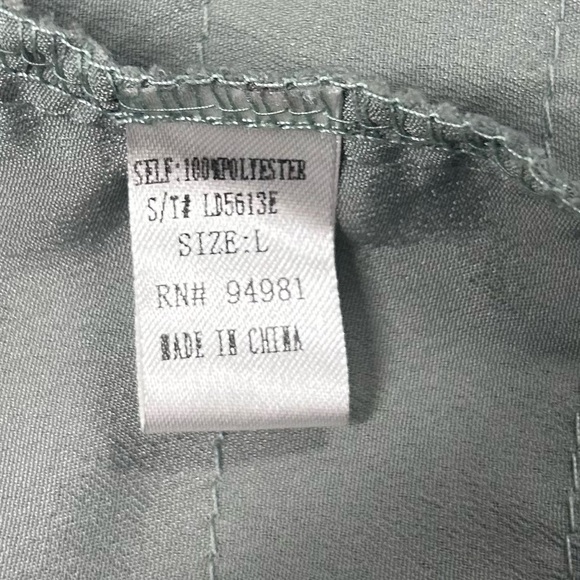 SELF:100%POLYESTER
S/T# LD5613E
SIZE:L
RN# 94981
MADE IN CHINA